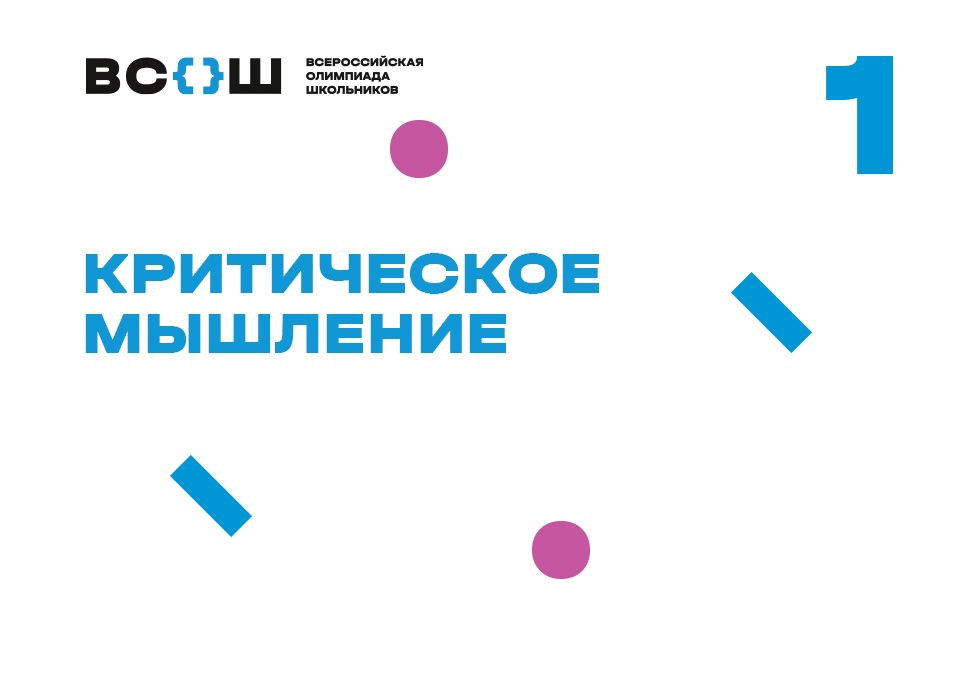 ВС{}Ш
ВСЕРОССИЙСКАЯ
ОЛИМПИАДА
ШКОЛЬНИКОВ
1
КРИТИЧЕСКОЕ
МЫШЛЕНИЕ